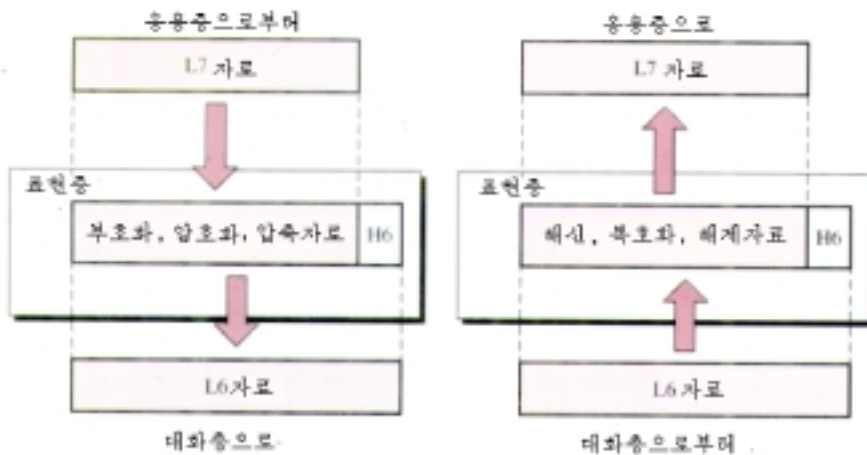 응용층으로부터
L7 자료
표현층
부호화, 암호화, 압축자료 H6
L6자료
대화층으로
응용층으로
L7 자료
표현층
해신, 복호화, 해제자료 H6
L6자료
대화층으로부터